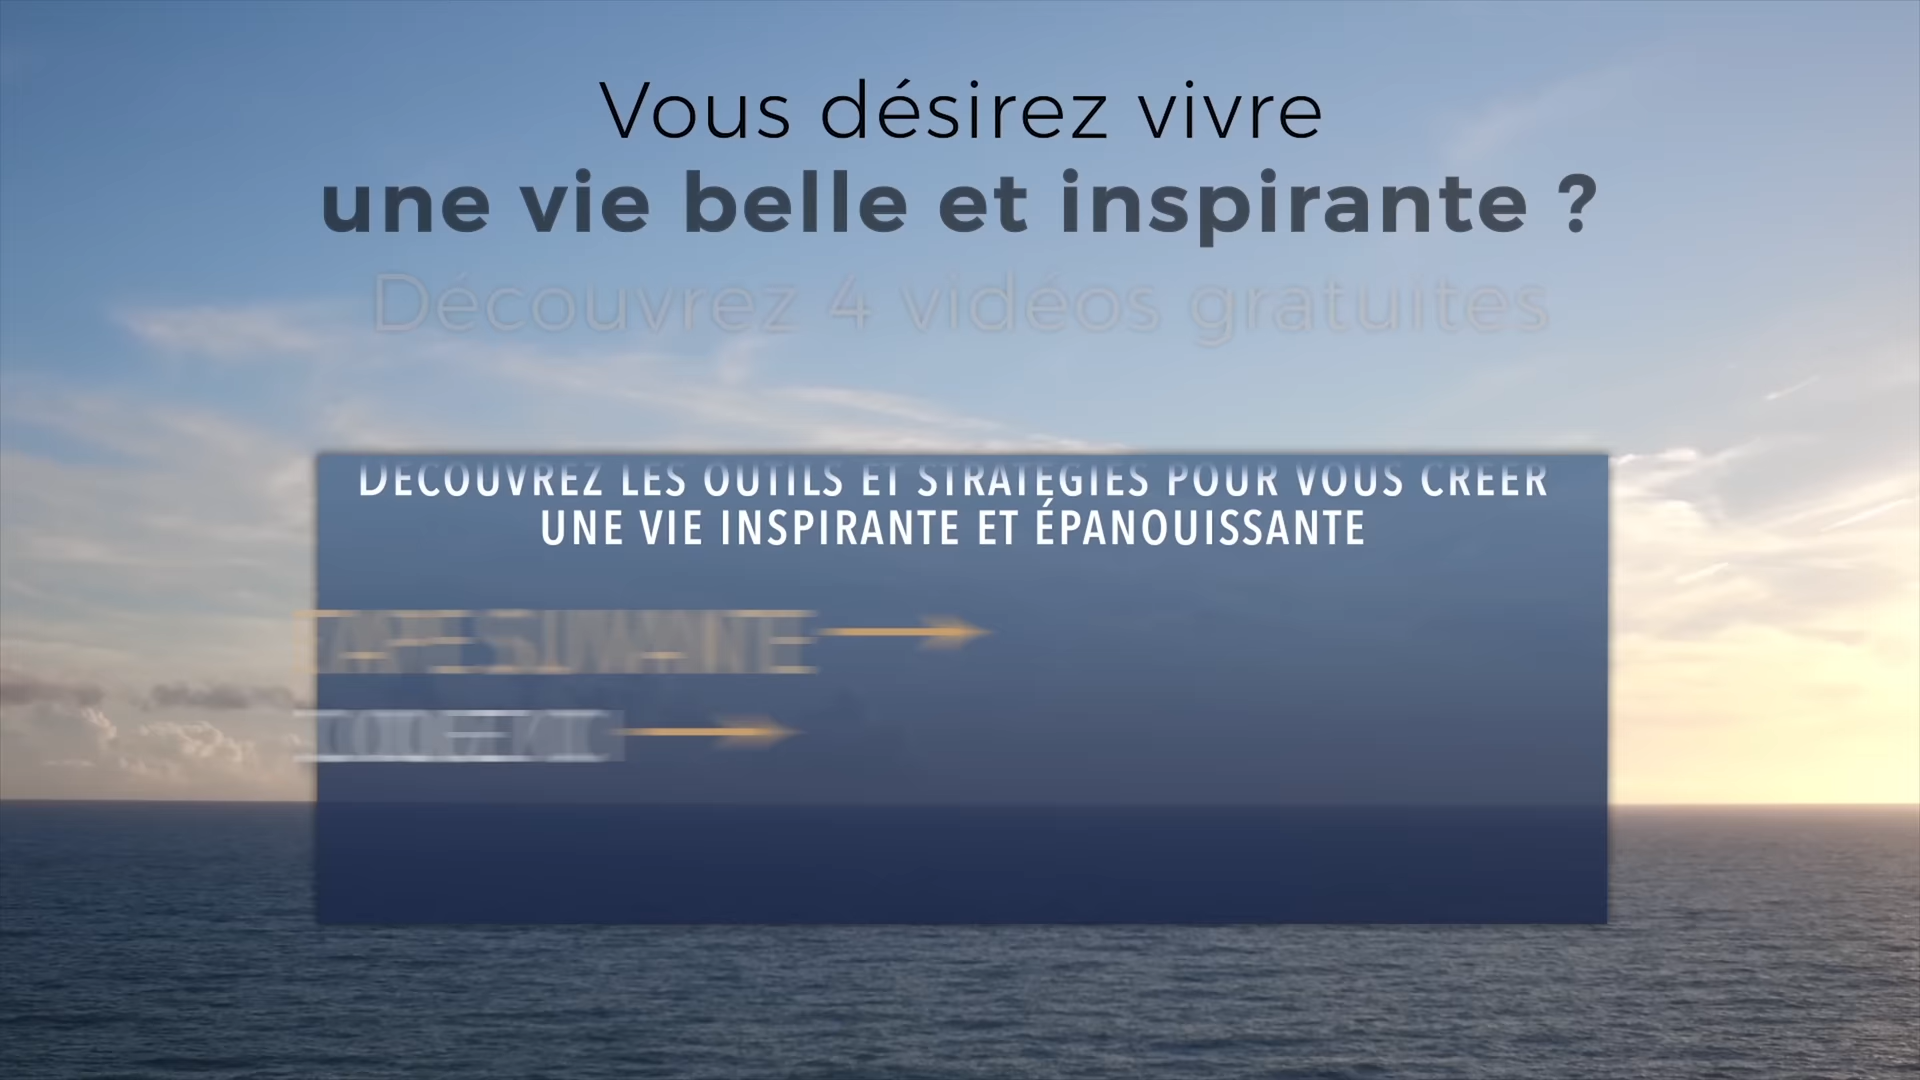 Vous désirez vivre
une vie belle et inspirante ?
Découvrez 4 vidéos gratuites
DÉCOUVREZ LES OUTILS ET STRATÉGIES POUR VOUS CRÉER
UNE VIE INSPIRANTE ET ÉPANOUISSANTE